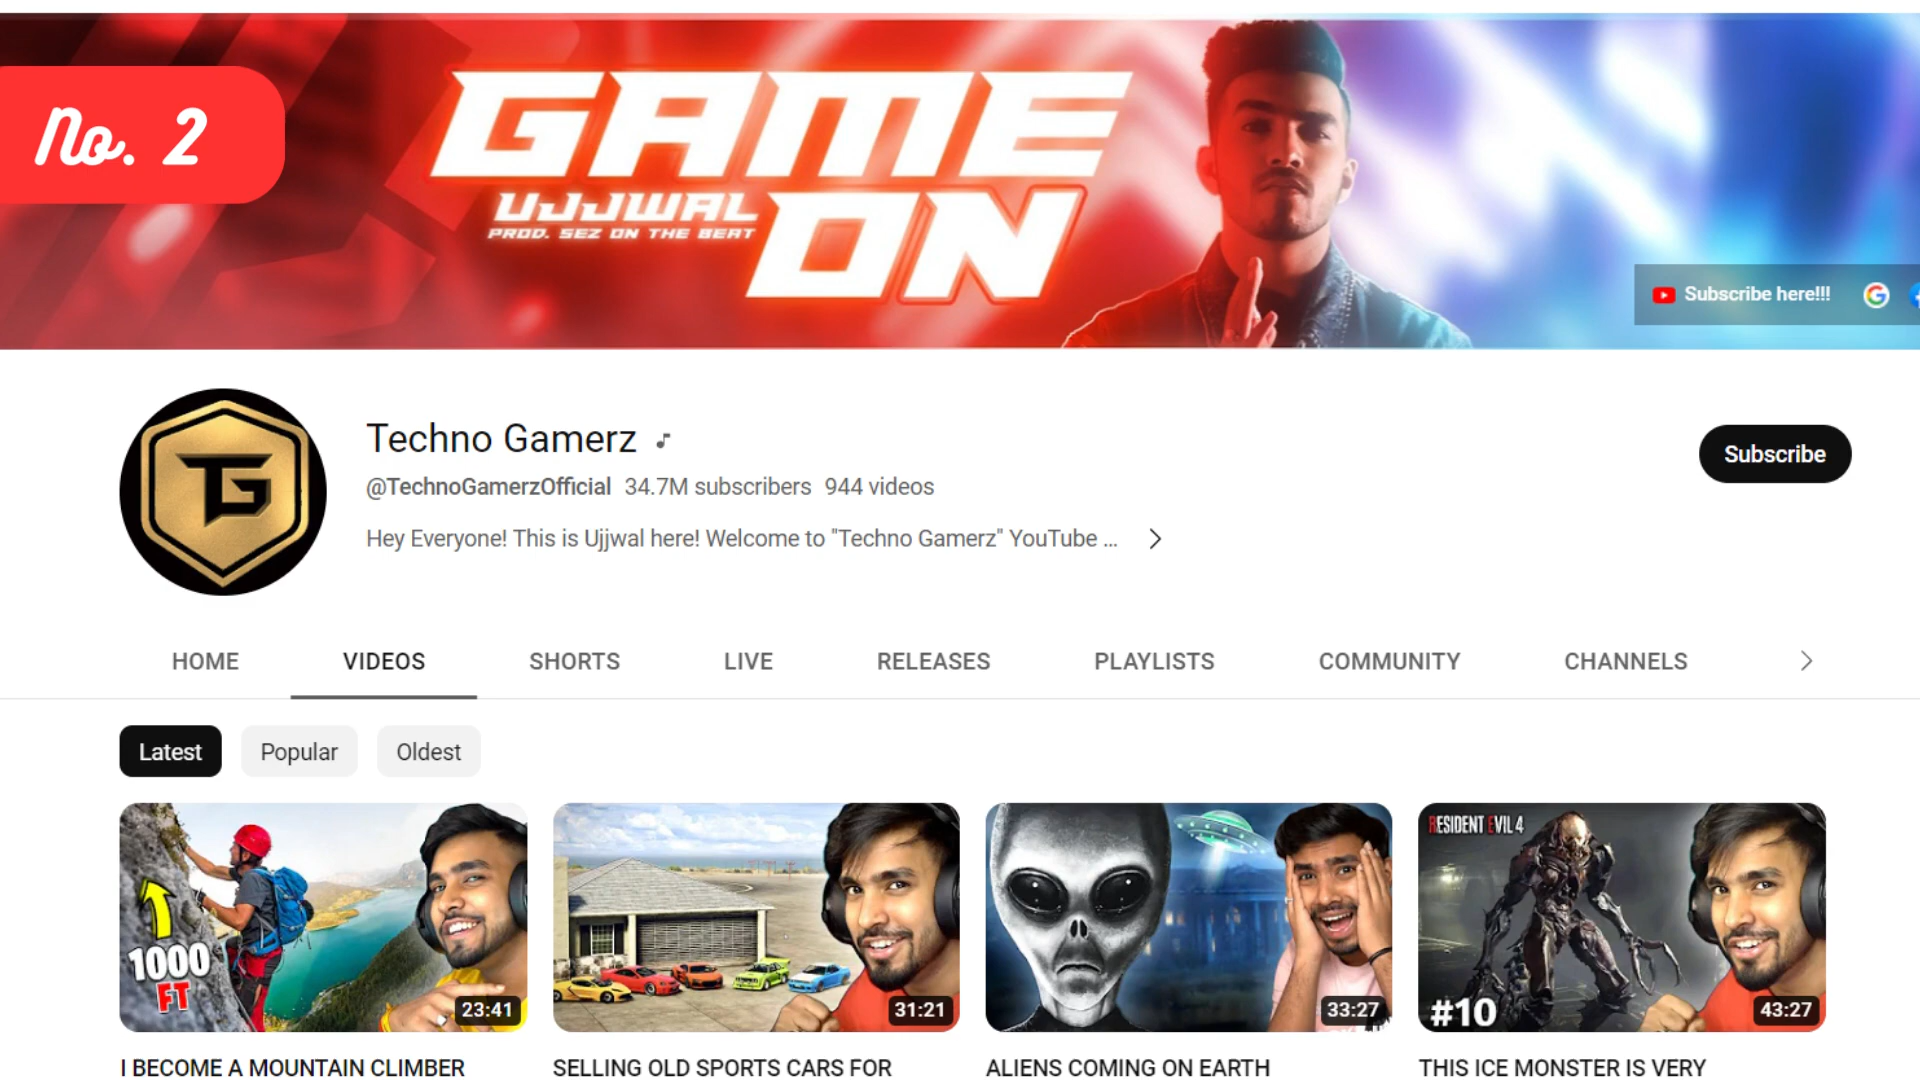 No. 2
GAME
UJJWAL
PROD. SEZ ON THE BEAT
ON
Subscribe here!!!
TG
Techno Gamerz
@TechnoGamerzOfficial 34.7M subscribers 944 videos
Hey Everyone! This is Ujjwal here! Welcome to "Techno Gamerz" YouTube ...
Subscribe
HOME VIDEOS SHORTS LIVE RELEASES PLAYLISTS COMMUNITY CHANNELS
Latest Popular Oldest
1000
FT
23:41
31:21
33:27
RESIDENT EVIL 4
#10
43:27
I BECOME A MOUNTAIN CLIMBER
SELLING OLD SPORTS CARS FOR
ALIENS COMING ON EARTH
THIS ICE MONSTER IS VERY